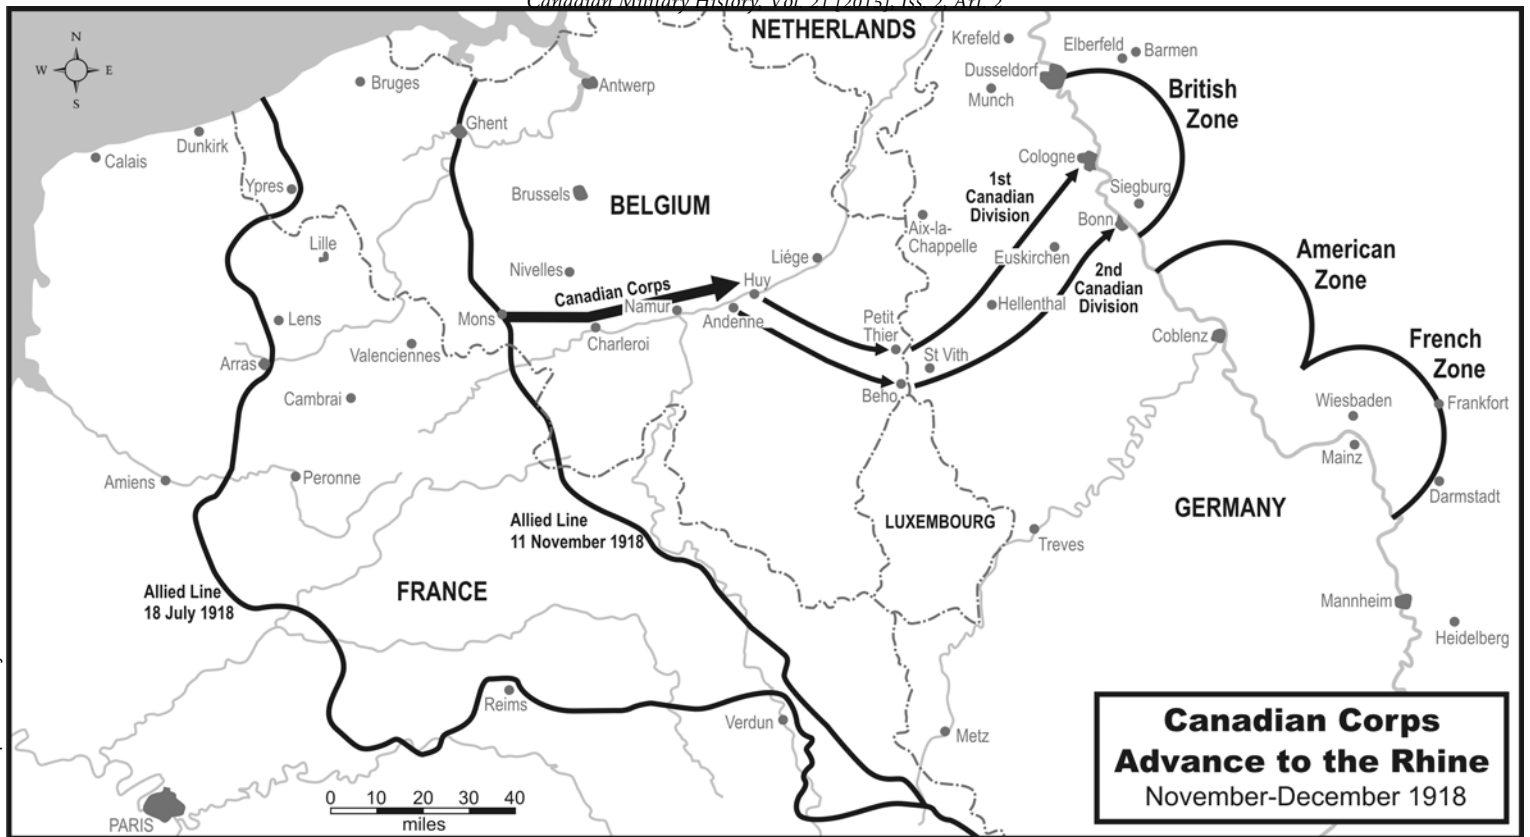 Canadian Military History, Vol. 21 [2015], Iss. 2, Art. 2
NETHERLANDS
Krefeld
Elberfeld
Barmen
Dusseldorf
Munch
British
Zone
N
W
E
S
Bruges
Antwerp
Ghent
Dunkirk
Calais
Ypres
Brussels
BELGIUM
Cologne
1st
Canadian
Division
Siegburg
Bonn
Aix-la-
Chappelle
Euskirchen
American
Zone
Lille
Nivelles
Liége
Huy
Canadian Corps
Namur
2nd
Canadian
Division
Hellenthal
Lens
Mons
Andenne
Petit
Thier
Charleroi
Valenciennes
Arras
St Vith
Coblenz
French
Zone
Cambrai
Beho
Wiesbaden
Frankfort
Mainz
Amiens
Peronne
Darmstadt
GERMANY
Allied Line
11 November 1918
LUXEMBOURG
Treves
Allied Line
18 July 1918
FRANCE
Mannheim
Heidelberg
Reims
Verdun
Metz
PARIS
0 10 20 30 40
miles
Canadian Corps
Advance to the Rhine
November-December 1918